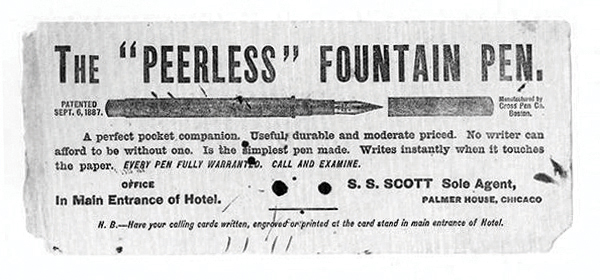 THE "PEERLESS" FOUNTAIN PEN.
PATENTED
SEPT. 6, 1887.
Manufactured by
Cross Pen Co.
Boston.
A perfect pocket companion. Useful, durable and moderate priced. No writer can
afford to be without one. Is the simplest pen made. Writes instantly when it touches
the paper. EVERY PEN FULLY WARRANTED. CALL AND EXAMINE.
OFFICE
In Main Entrance of Hotel.
S. S. SCOTT Sole Agent,
PALMER HOUSE, CHICAGO
N. B.—Have your calling cards written, engraved or printed at the card stand in main entrance of Hotel.